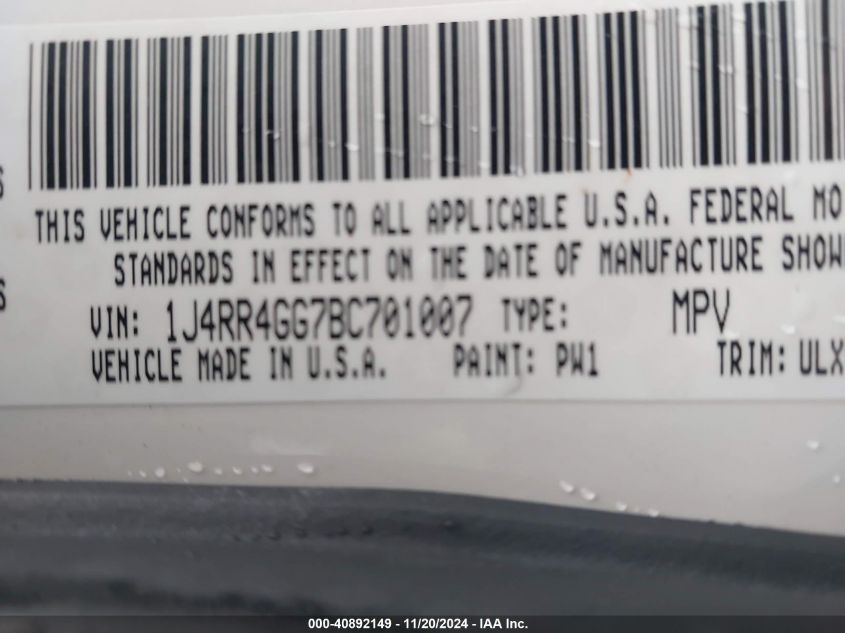 S
THIS VEHICLE CONFORMS TO ALL APPLICABLE U.S.A. FEDERAL MO
STANDARDS IN EFFECT ON THE DATE OF MANUFACTURE SHOW
S
VIN: 1J4RR4GG7BC701007 TYPE: MPV
VEHICLE MADE IN U.S.A. PAINT: PW1 TRIM: ULX
000-40892149 - 11/20/2024 - IAA Inc.